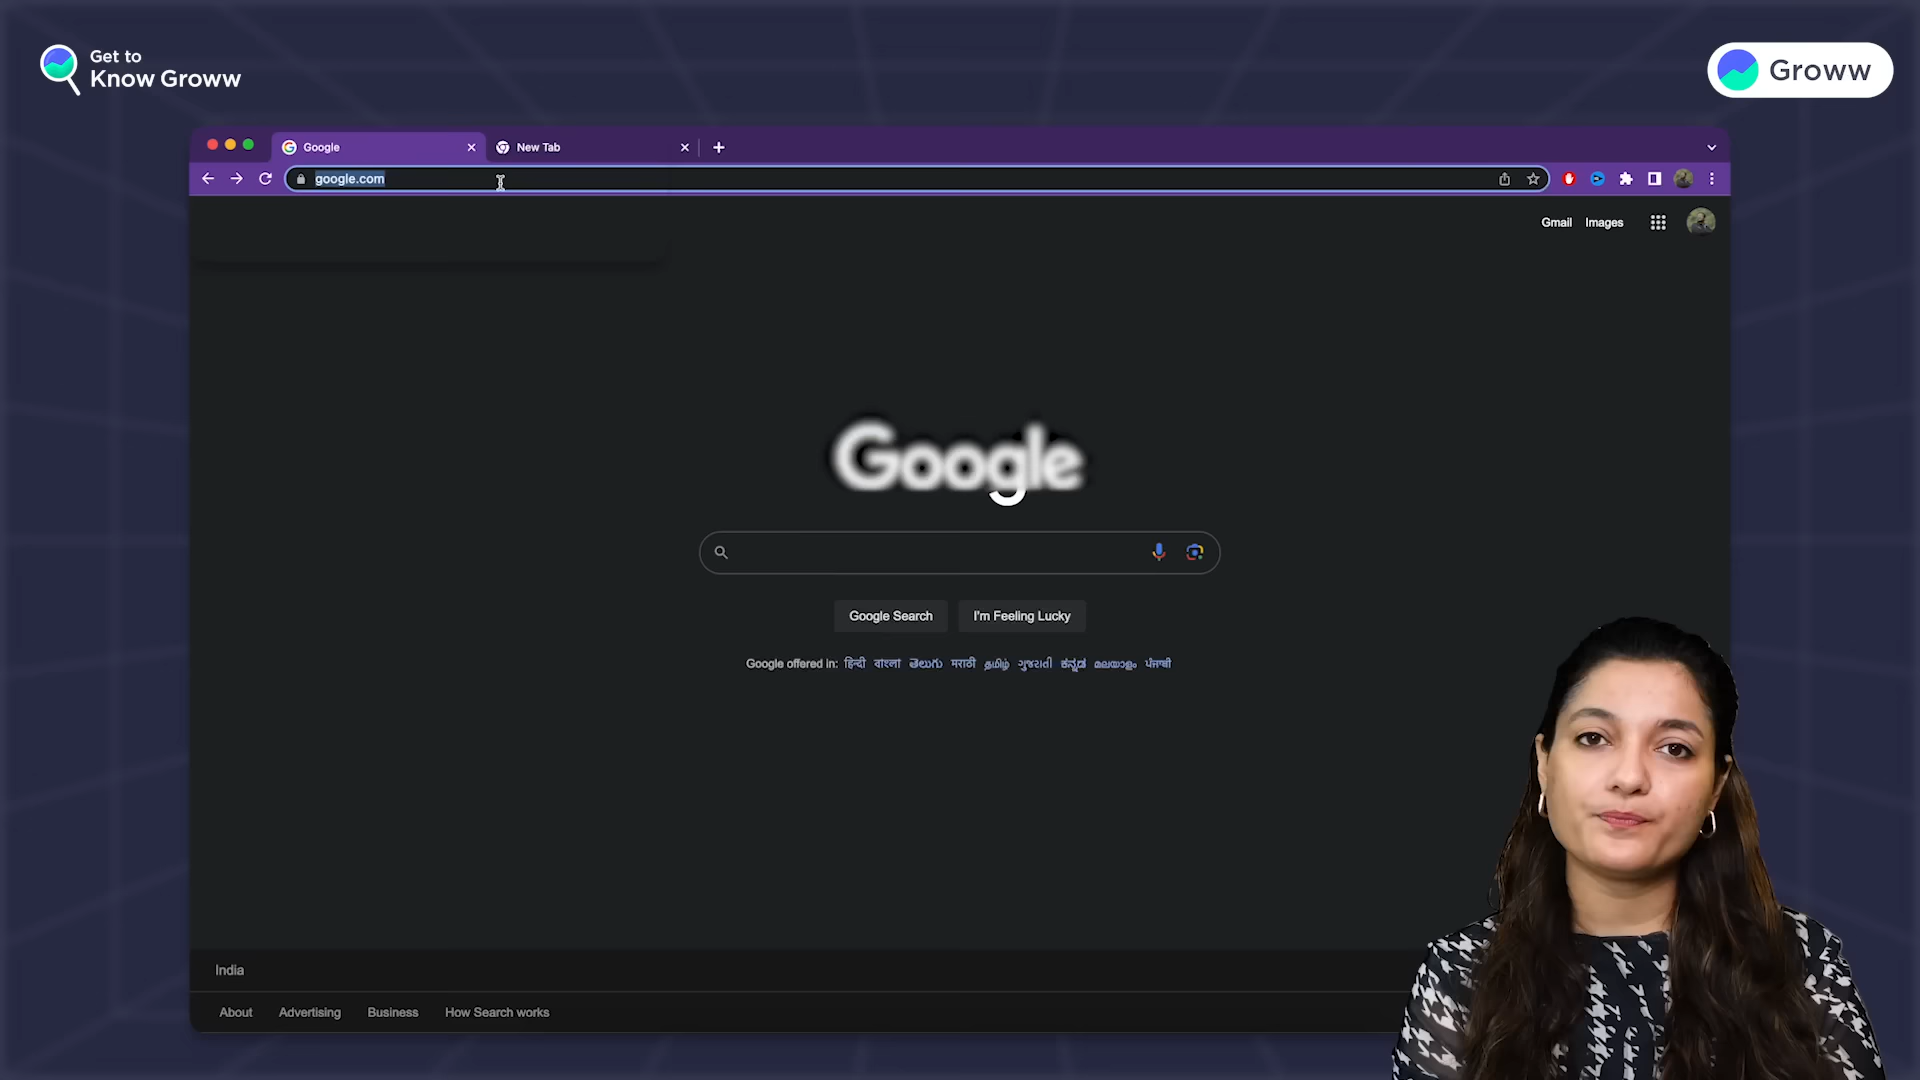 Get to
Know Groww
Groww
Google
New Tab
google.com
Gmail Images
Google
Google Search
I'm Feeling Lucky
Google offered in: हिन्दी বাংলা తెలుగు मराठी தமிழ் ગુજરાતી ಕನ್ನಡ മലയാളം ਪੰਜਾਬੀ
India
About Advertising Business How Search works